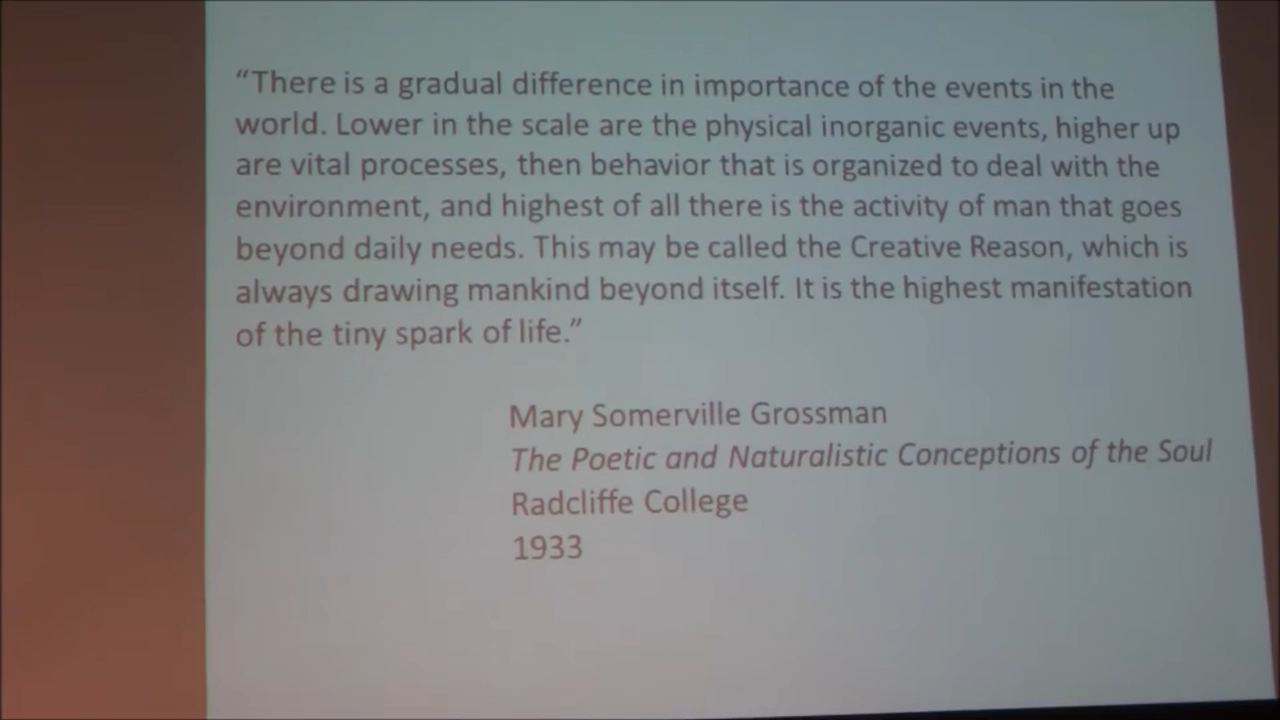 “There is a gradual difference in importance of the events in the
world. Lower in the scale are the physical inorganic events, higher up
are vital processes, then behavior that is organized to deal with the
environment, and highest of all there is the activity of man that goes
beyond daily needs. This may be called the Creative Reason, which is
always drawing mankind beyond itself. It is the highest manifestation
of the tiny spark of life.”
Mary Somerville Grossman
The Poetic and Naturalistic Conceptions of the Soul
Radcliffe College
1933